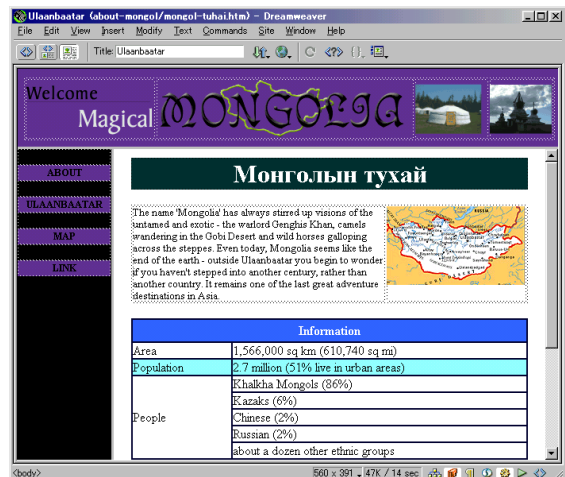 Ulaanbaatar (about-mongol/mongol-tuhai.htm) - Dreamweaver
File Edit View Insert Modify Text Commands Site Window Help
Title: Ulaanbaatar
Welcome
Magical MONGOLIA
ABOUT
ULAANBAATAR
MAP
LINK
Монголын тухай
The name 'Mongolia' has always stirred up visions of the
untamed and exotic - the warlord Genghis Khan, camels
wandering in the Gobi Desert and wild horses galloping
across the steppes. Even today, Mongolia seems like the
end of the earth - outside Ulaanbaatar you begin to wonder
if you haven't stepped into another century, rather than
another country. It remains one of the last great adventure
destinations in Asia.
RUSSIA
Information
Area 1,566,000 sq km (610,740 sq mi)
Population 2.7 million (51% live in urban areas)
People
Khalkha Mongols (86%)
Kazaks (6%)
Chinese (2%)
Russian (2%)
about a dozen other ethnic groups
<body> 560 x 391 47K / 14 sec